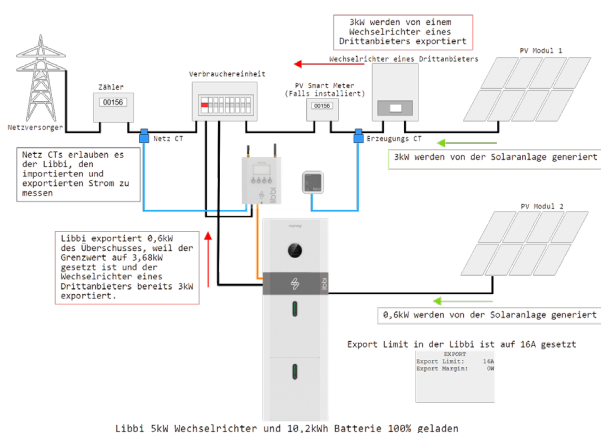 3kW werden von einem
Wechselrichter eines
Drittanbieters exportiert
PV Modul 1
Wechselrichter eines Drittanbieters
Zähler
Verbrauchereinheit
PV Smart Meter
(Falls installiert)
00156
00156
Netzversorger
Netz CT
Erzeugungs CT
Netz CTs erlauben es
der Libbi, den
importierten und
exportierten Strom zu
messen
3kW werden von der Solaranlage generiert
PV Modul 2
Libbi exportiert 0,6kW
des Überschusses, weil der
Grenzwert auf 3,68kW
gesetzt ist und der
Wechselrichter eines
Drittanbieters bereits 3kW
exportiert.
libbi
0,6kW werden von der Solaranlage generiert
Export Limit in der Libbi ist auf 16A gesetzt
EXPORT
Export Limit: 16A
Export Margin: 0W
Libbi 5kW Wechselrichter und 10,2kWh Batterie 100% geladen